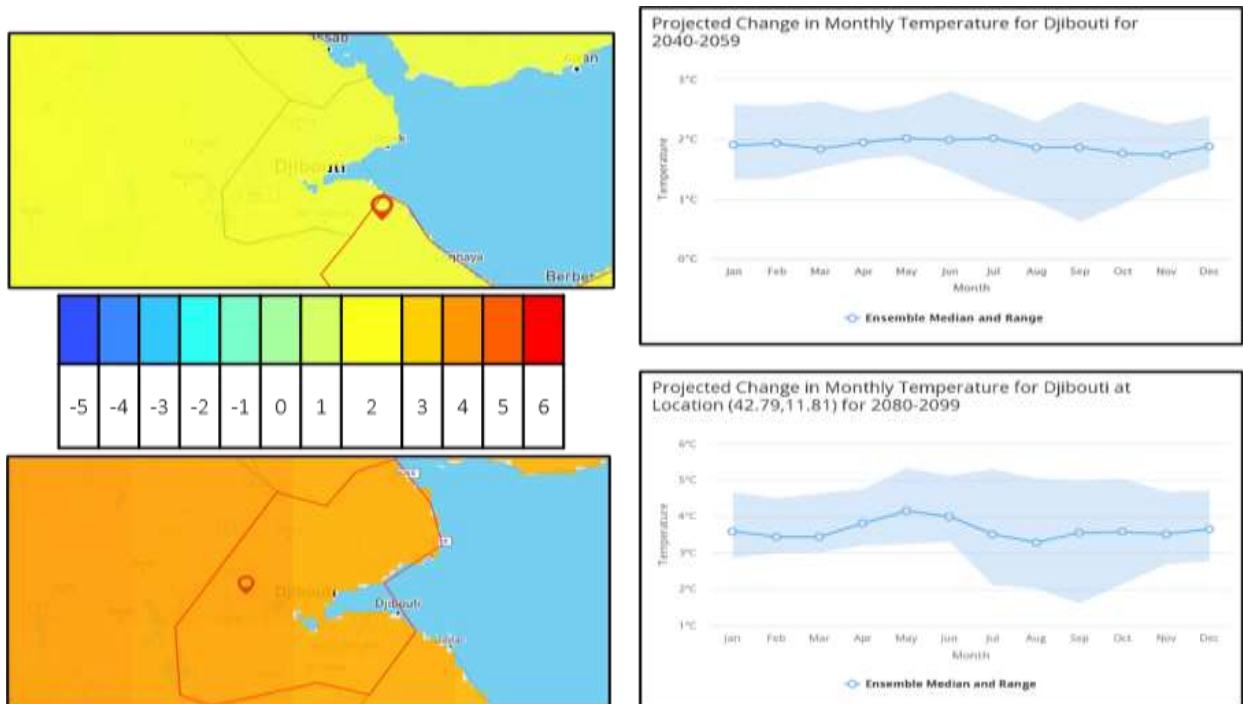 Projected Change in Monthly Temperature for Djibouti for
2040-2059
3°C
2°C
1°C
0°C
Temperature
Jan Feb Mar Apr May Jun Jul Aug Sep Oct Nov Dec
Month
Ensemble Median and Range
Djibouti
Berber
-5 -4 -3 -2 -1 0 1 2 3 4 5 6
Projected Change in Monthly Temperature for Djibouti at
Location (42.79,11.81) for 2080-2099
6°C
5°C
4°C
3°C
2°C
1°C
Temperature
Jan Feb Mar Apr May Jun Jul Aug Sep Oct Nov Dec
Month
Ensemble Median and Range
Djibouti
Djibouti